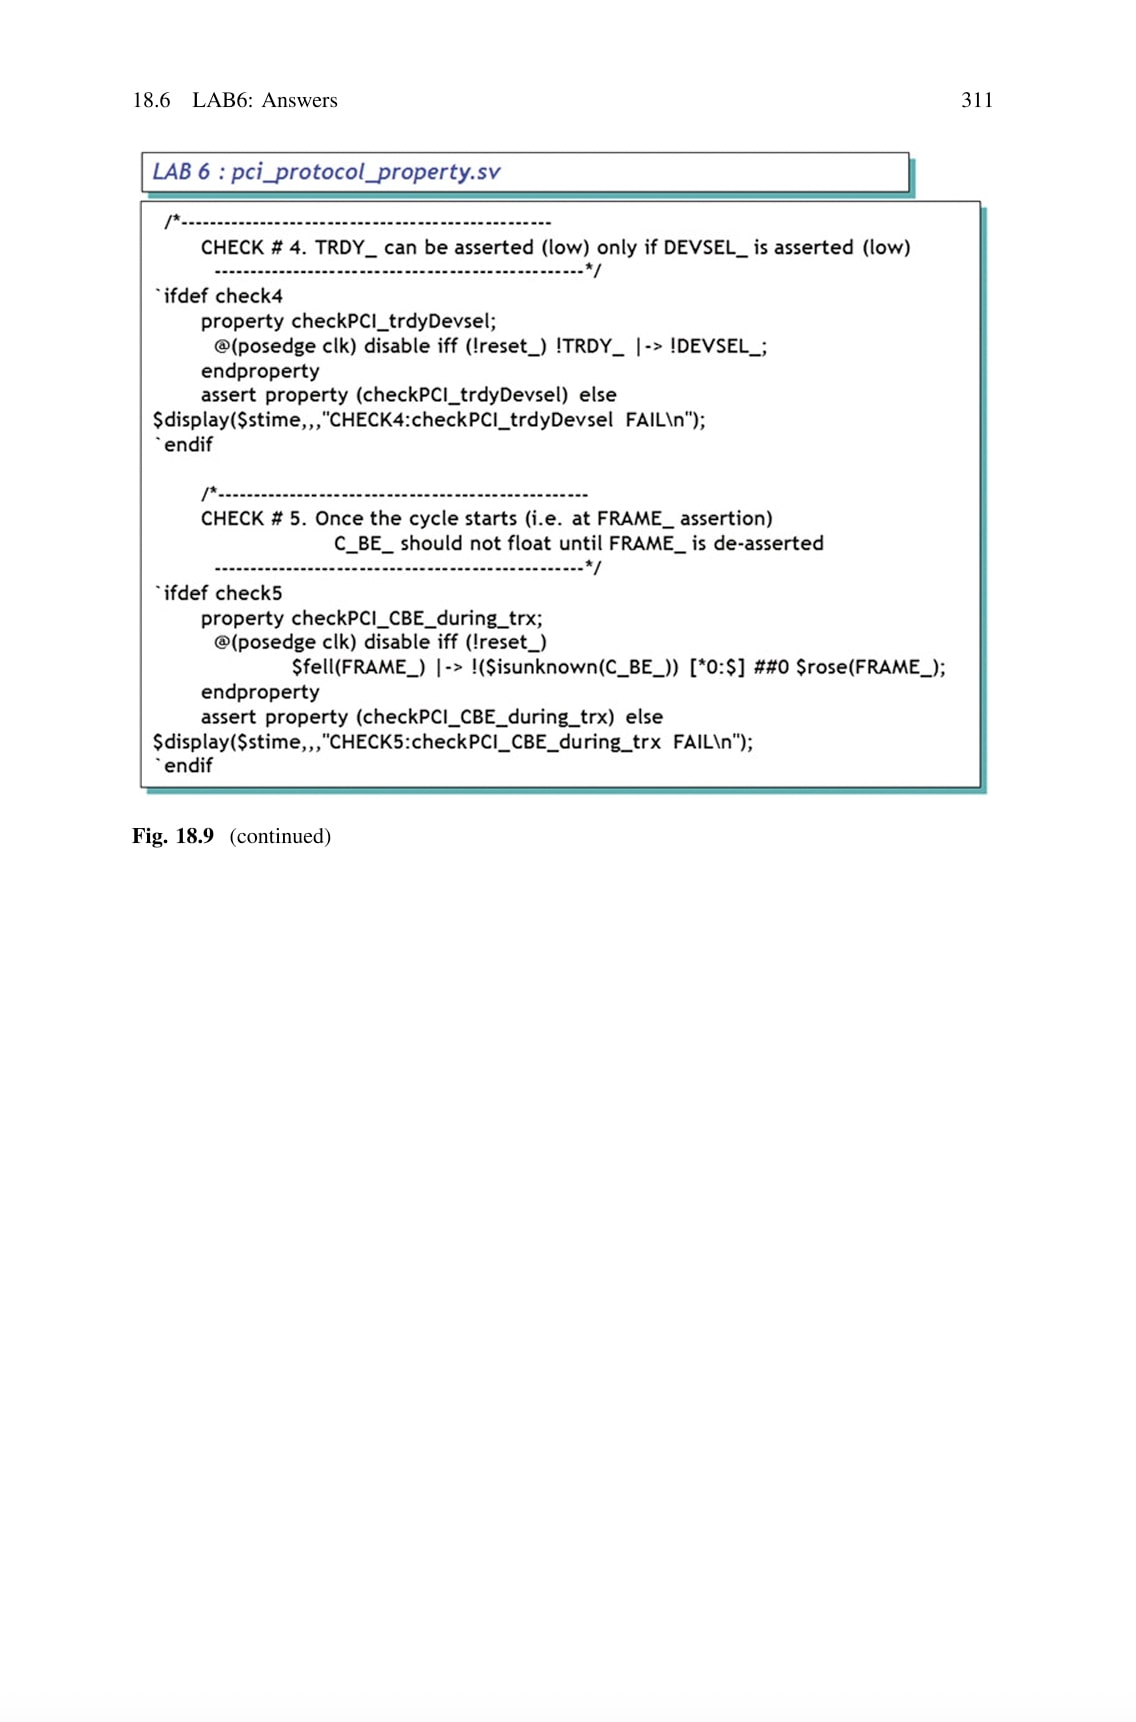 18.6 LAB6: Answers 311
LAB 6 : pci_protocol_property.sv
/*----------------------------------------------------
CHECK # 4. TRDY_ can be asserted (low) only if DEVSEL_ is asserted (low)
----------------------------------------------------*/
`ifdef check4
property checkPCI_trdyDevsel;
@(posedge clk) disable iff (!reset_) !TRDY_ |-> !DEVSEL_;
endproperty
assert property (checkPCI_trdyDevsel) else
$display($stime,,,"CHECK4:checkPCI_trdyDevsel FAIL\n");
`endif
/*----------------------------------------------------
CHECK # 5. Once the cycle starts (i.e. at FRAME_ assertion)
C_BE_ should not float until FRAME_ is de-asserted
----------------------------------------------------*/
`ifdef check5
property checkPCI_CBE_during_trx;
@(posedge clk) disable iff (!reset_)
$fell(FRAME_) |-> !($isunknown(C_BE_)) [*0:$] ##0 $rose(FRAME_);
endproperty
assert property (checkPCI_CBE_during_trx) else
$display($stime,,,"CHECK5:checkPCI_CBE_during_trx FAIL\n");
`endif
Fig. 18.9 (continued)